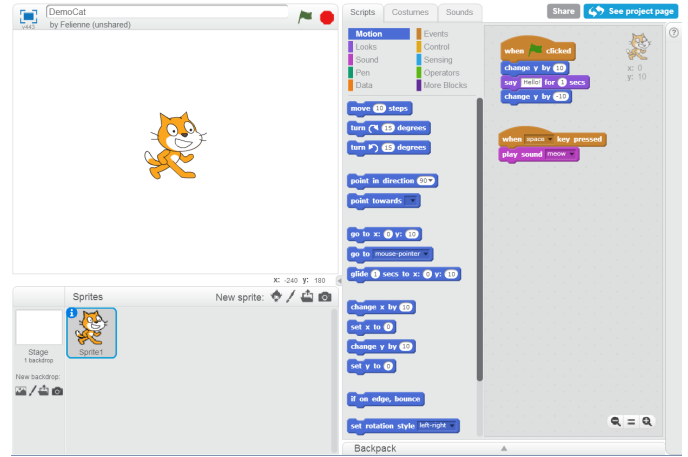 DemoCat
v443
by Felienne (unshared)
x: -240 y: 180
Sprites
New sprite:
Stage
1 backdrop
Sprite1
New backdrop:
Scripts
Costumes
Sounds
Share
See project page
Motion
Events
Looks
Control
Sound
Sensing
Pen
Operators
Data
More Blocks
move 10 steps
turn 15 degrees
turn 15 degrees
point in direction 90
point towards
go to x: 0 y: 10
go to mouse-pointer
glide 1 secs to x: 0 y: 10
change x by 10
set x to 0
change y by 10
set y to 0
if on edge, bounce
set rotation style left-right
when clicked
change y by 10
say Hello! for 1 secs
change y by -10
when space key pressed
play sound meow
x: 0
y: 10
?
Backpack